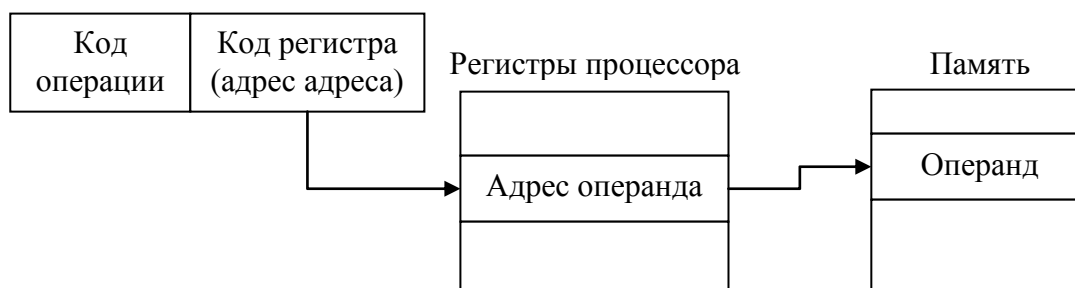 Код
операции
Код регистра
(адрес адреса)
Регистры процессора
Память
Адрес операнда
Операнд